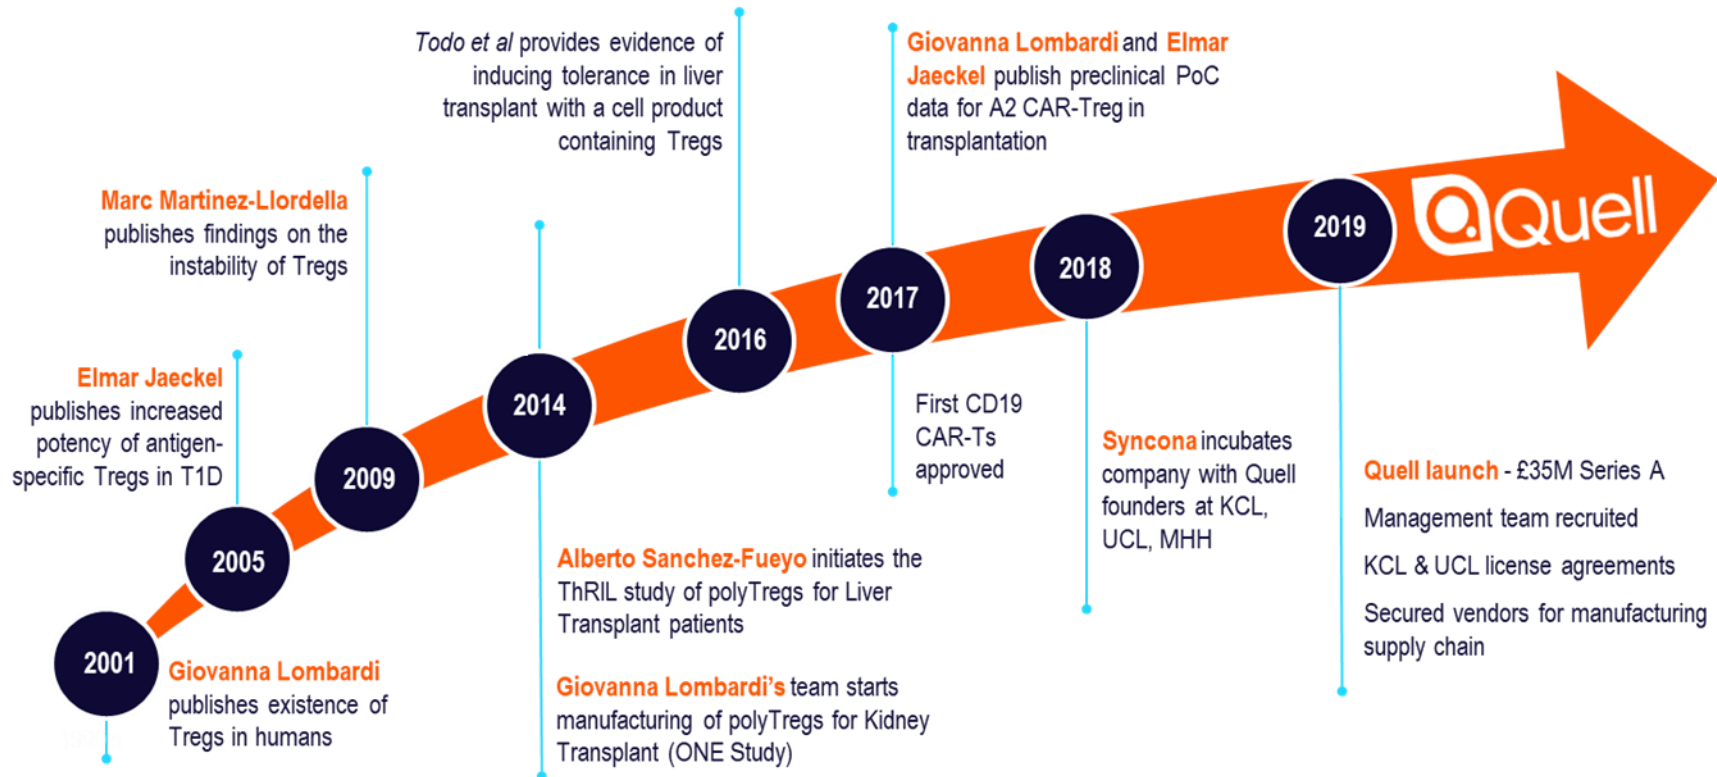 2001
Giovanna Lombardi
publishes existence of
Tregs in humans
2005
Elmar Jaeckel
publishes increased
potency of antigen-
specific Tregs in T1D
2009
Marc Martinez-Llordella
publishes findings on the
instability of Tregs
2014
Alberto Sanchez-Fueyo initiates the
ThRIL study of polyTregs for Liver
Transplant patients
Giovanna Lombardi's team starts
manufacturing of polyTregs for Kidney
Transplant (ONE Study)
2016
Todo et al provides evidence of
inducing tolerance in liver
transplant with a cell product
containing Tregs
2017
Giovanna Lombardi and Elmar
Jaeckel publish preclinical PoC
data for A2 CAR-Treg in
transplantation
First CD19
CAR-Ts
approved
2018
Syncona incubates
company with Quell
founders at KCL,
UCL, MHH
2019
Quell launch - £35M Series A
Management team recruited
KCL & UCL license agreements
Secured vendors for manufacturing
supply chain
Quell